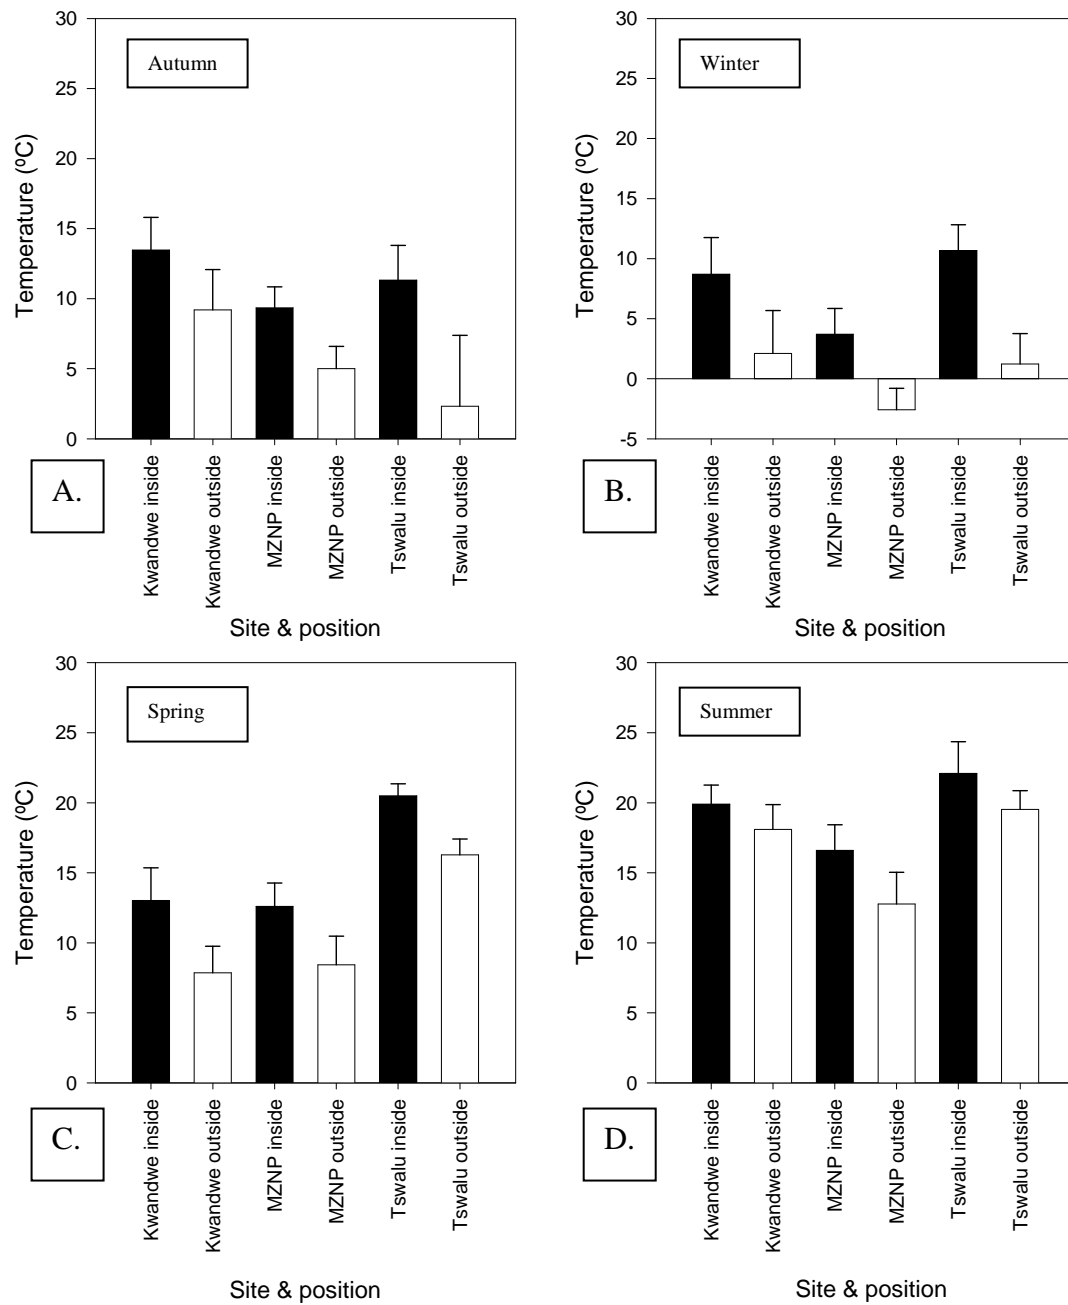 Autumn
Temperature (ºC)
30
25
20
15
10
5
0
Kwandwe inside
Kwandwe outside
MZNP inside
MZNP outside
Tswalu inside
Tswalu outside
A.
Site & position
Winter
Temperature (ºC)
30
25
20
15
10
5
0
-5
Kwandwe inside
Kwandwe outside
MZNP inside
MZNP outside
Tswalu inside
Tswalu outside
B.
Site & position
Spring
Temperature (ºC)
30
25
20
15
10
5
0
Kwandwe inside
Kwandwe outside
MZNP inside
MZNP outside
Tswalu inside
Tswalu outside
C.
Site & position
Summer
Temperature (ºC)
30
25
20
15
10
5
0
Kwandwe inside
Kwandwe outside
MZNP inside
MZNP outside
Tswalu inside
Tswalu outside
D.
Site & position